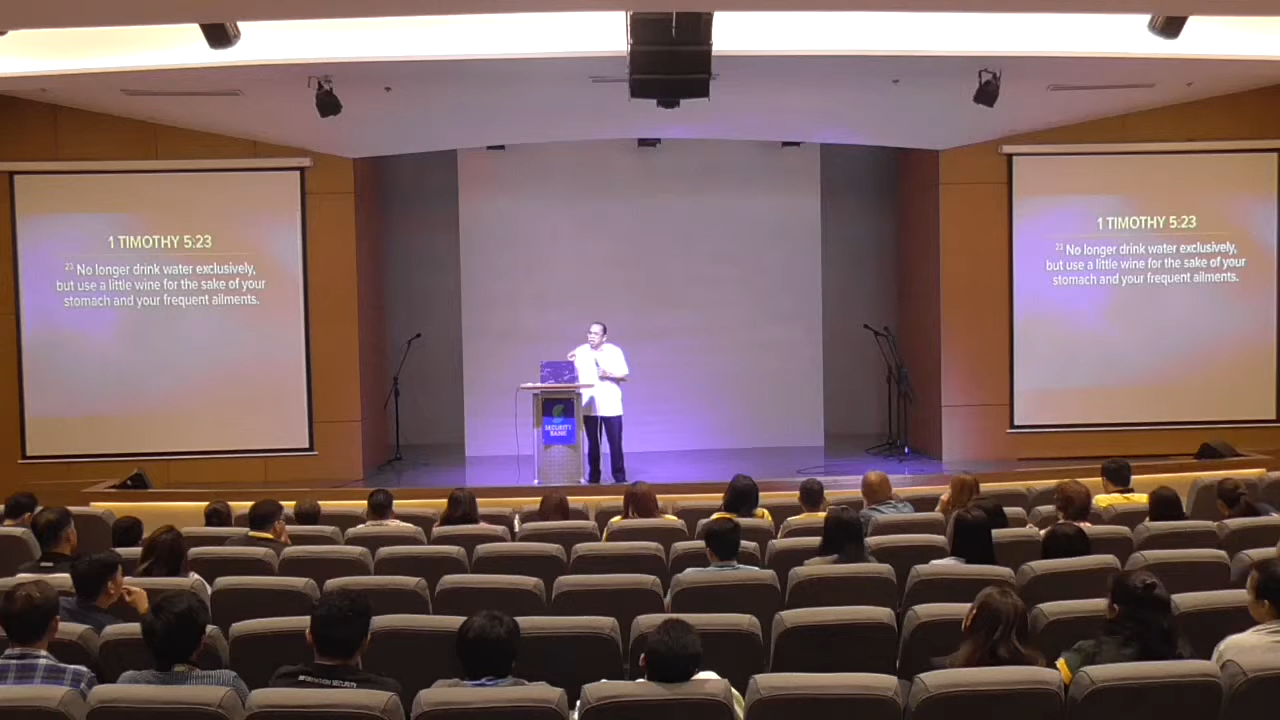 1 TIMOTHY 5:23
23 No longer drink water exclusively,
but use a little wine for the sake of your
stomach and your frequent ailments.
1 TIMOTHY 5:23
23 No longer drink water exclusively,
but use a little wine for the sake of your
stomach and your frequent ailments.
SECURITY
BANK
INFORMATION SECURITY